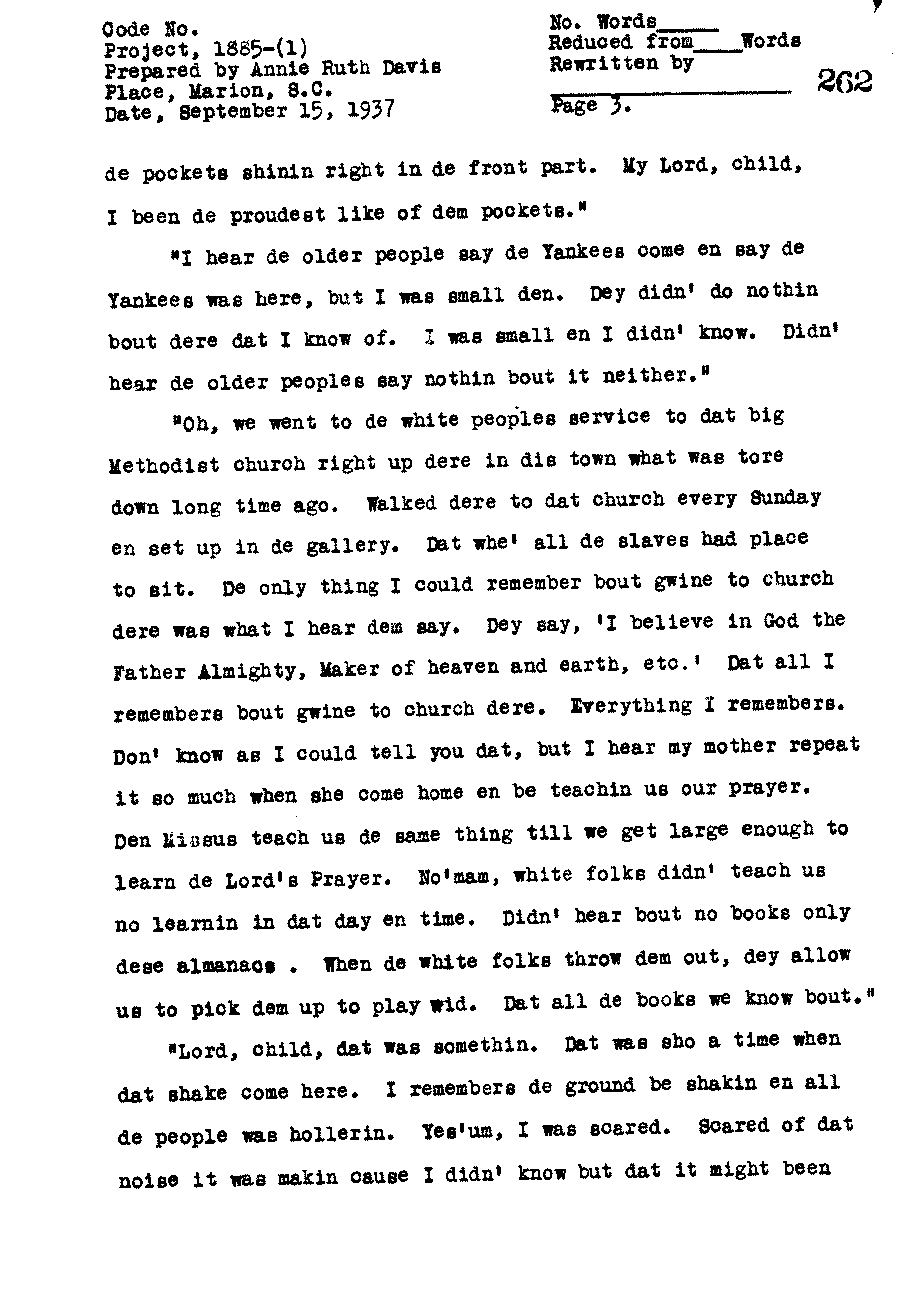 Code No.
Project, 1885-(1)
Prepared by Annie Ruth Davis
Place, Marion, S.C.
Date, September 15, 1937
No. Words
Reduced from Words
Rewritten by
262
Page 3.
de pockets shinin right in de front part. My Lord, child,
I been de proudest like of dem pockets."
"I hear de older people say de Yankees come en say de
Yankees was here, but I was small den. Dey didn' do nothin
bout dere dat I know of. I was small en I didn' know. Didn'
hear de older peoples say nothin bout it neither."
"Oh, we went to de white peoples service to dat big
Methodist church right up dere in dis town what was tore
down long time ago. Walked dere to dat church every Sunday
en set up in de gallery. Dat whe' all de slaves had place
to sit. De only thing I could remember bout gwine to church
dere was what I hear dem say. Dey say, 'I believe in God the
Father Almighty, Maker of heaven and earth, etc.' Dat all I
remembers bout gwine to church dere. Everything I remembers.
Don' know as I could tell you dat, but I hear my mother repeat
it so much when she come home en be teachin us our prayer.
Den Missus teach us de same thing till we get large enough to
learn de Lord's Prayer. No'mam, white folks didn' teach us
no learnin in dat day en time. Didn' hear bout no books only
dese almanacs . When de white folks throw dem out, dey allow
us to pick dem up to play wid. Dat all de books we know bout."
"Lord, child, dat was somethin. Dat was sho a time when
dat shake come here. I remembers de ground be shakin en all
de people was hollerin. Yes'um, I was scared. Scared of dat
noise it was makin cause I didn' know but dat it might been